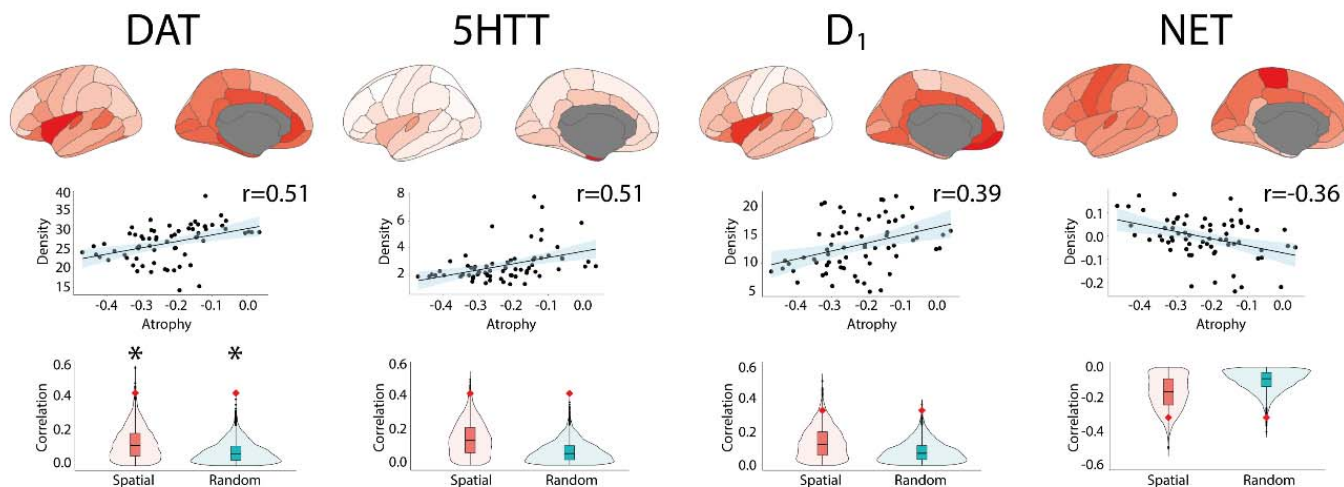 DAT
5HTT
D₁
NET
r=0.51
r=0.51
r=0.39
r=-0.36
Density
40
35
30
25
20
15
-0.4 -0.3 -0.2 -0.1 0.0
Atrophy
Density
8
6
4
2
-0.4 -0.3 -0.2 -0.1 0.0
Atrophy
Density
20
15
10
5
-0.4 -0.3 -0.2 -0.1 0.0
Atrophy
Density
0.1
0.0
-0.1
-0.2
-0.4 -0.3 -0.2 -0.1 0.0
Atrophy
* *
Correlation
0.6
0.4
0.2
0.0
Spatial Random
Correlation
0.6
0.4
0.2
0.0
Spatial Random
Correlation
0.6
0.4
0.2
0.0
Spatial Random
Correlation
-0.0
-0.2
-0.4
-0.6
Spatial Random